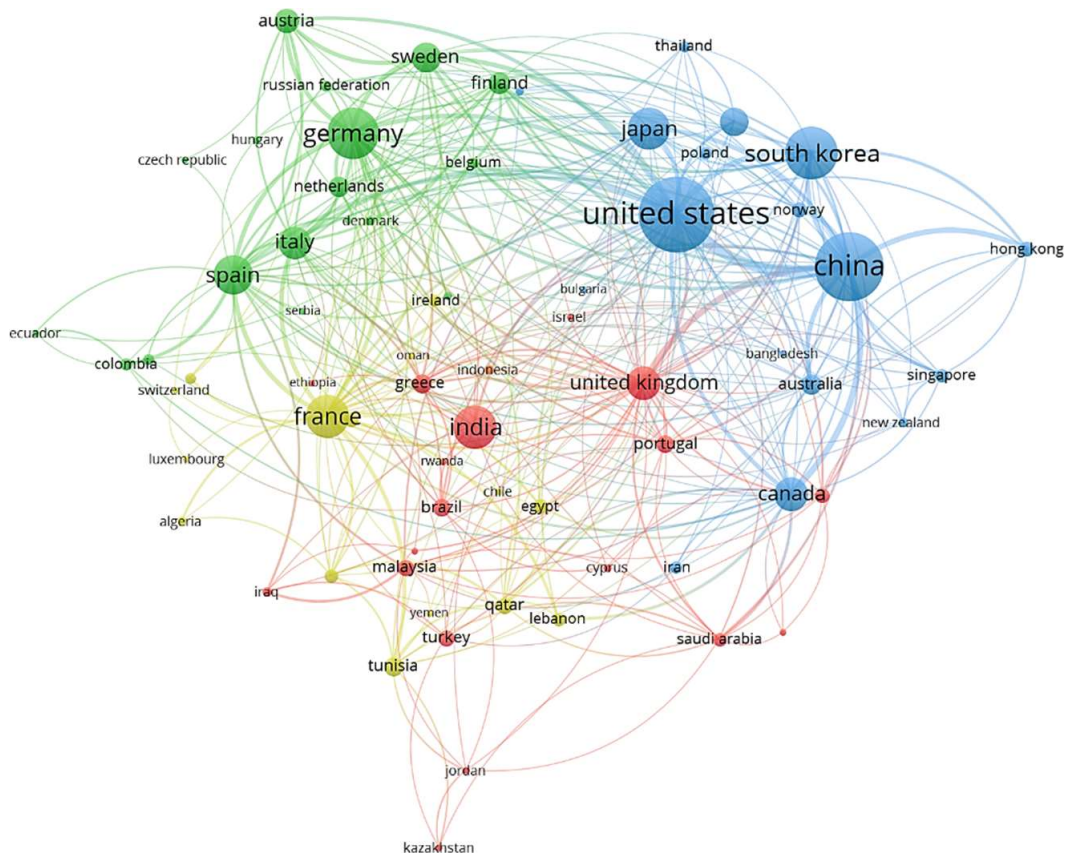 austria
thailand
sweden
russian federation
finland
japan
germany
hungary
poland
south korea
czech republic
belgium
netherlands
united states
norway
denmark
italy
hong kong
china
spain
bulgaria
ireland
serbia
israel
ecuador
oman
bangladesh
colombia
indonesia
singapore
switzerland
ethiopia
greece
united kingdom
australia
france
india
new zealand
portugal
luxembourg
rwanda
chile
canada
brazil
egypt
algeria
malaysia
cyprus
iran
iraq
qatar
yemen
lebanon
turkey
saudi arabia
tunisia
jordan
kazakhstan